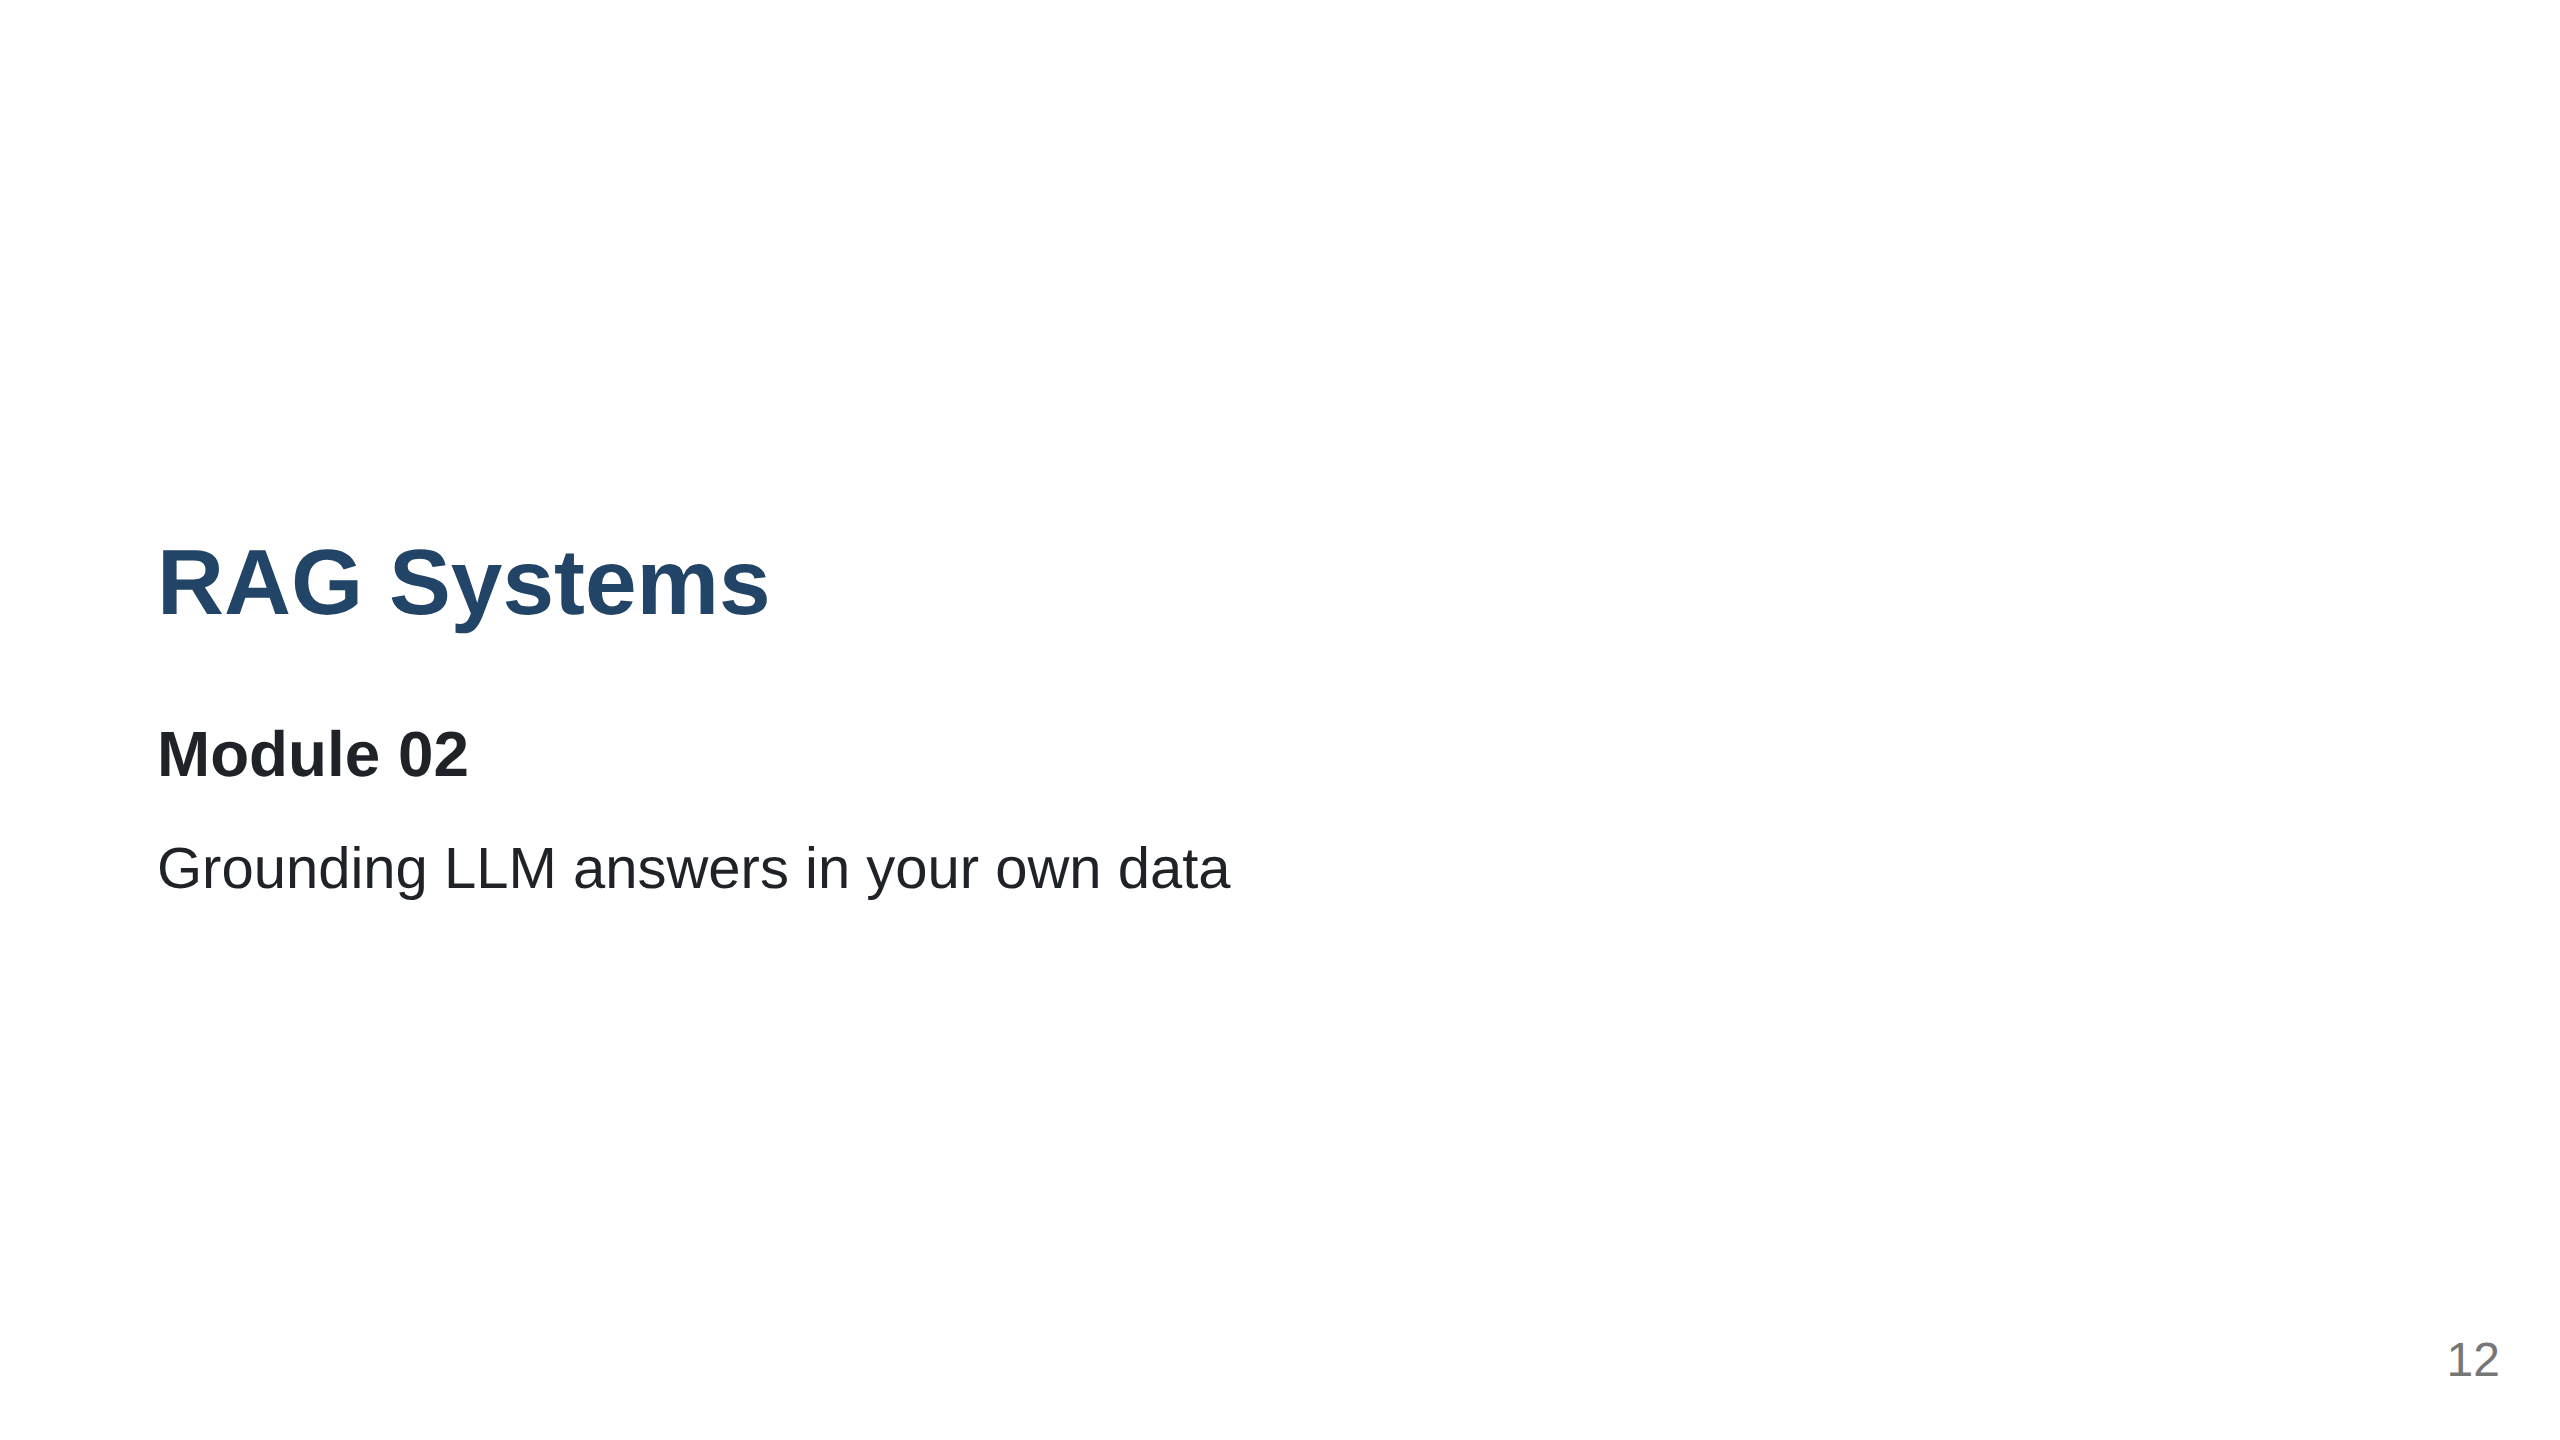 RAG Systems
Module 02
Grounding LLM answers in your own data
12